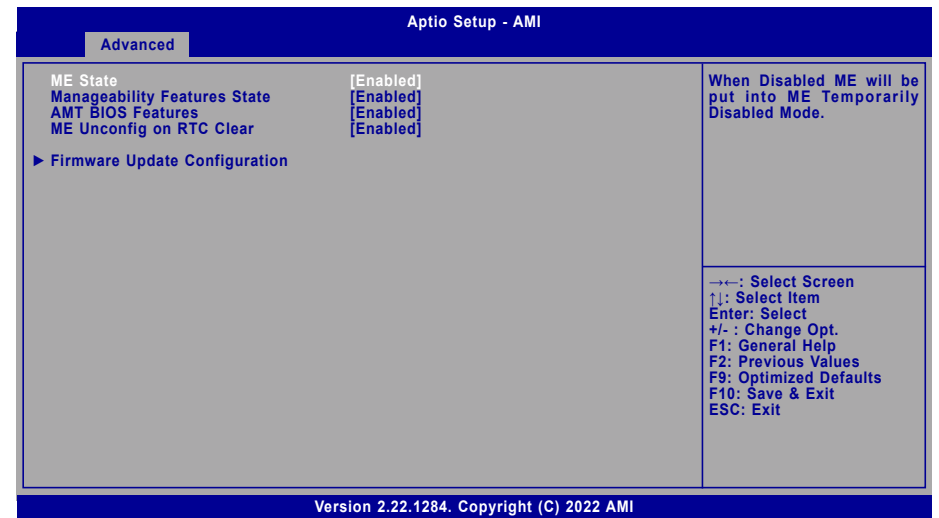 Aptio Setup - AMI
Advanced
ME State [Enabled]
Manageability Features State [Enabled]
AMT BIOS Features [Enabled]
ME Unconfig on RTC Clear [Enabled]
▶ Firmware Update Configuration
When Disabled ME will be
put into ME Temporarily
Disabled Mode.
→←: Select Screen
↑↓: Select Item
Enter: Select
+/- : Change Opt.
F1: General Help
F2: Previous Values
F9: Optimized Defaults
F10: Save & Exit
ESC: Exit
Version 2.22.1284. Copyright (C) 2022 AMI